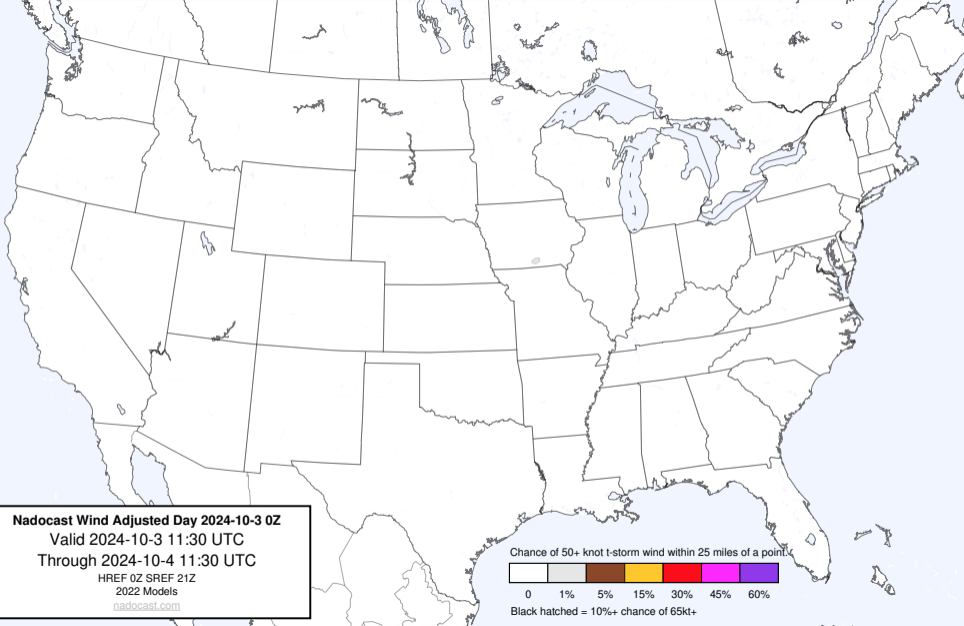 Nadocast Wind Adjusted Day 2024-10-3 0Z
Valid 2024-10-3 11:30 UTC
Through 2024-10-4 11:30 UTC
HREF 0Z SREF 21Z
2022 Models
nadocast.com
Chance of 50+ knot t-storm wind within 25 miles of a point.
0 1% 5% 15% 30% 45% 60%
Black hatched = 10%+ chance of 65kt+